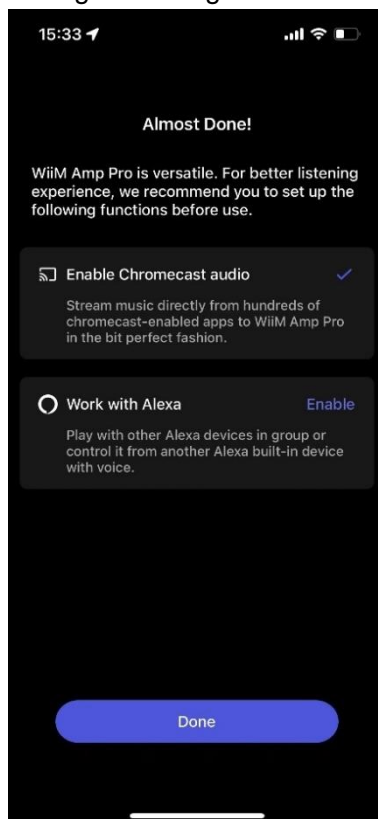 15:33
Almost Done!
WiiM Amp Pro is versatile. For better listening
experience, we recommend you to set up the
following functions before use.
Enable Chromecast audio
Stream music directly from hundreds of
chromecast-enabled apps to WiiM Amp Pro
in the bit perfect fashion.
Work with Alexa Enable
Play with other Alexa devices in group or
control it from another Alexa built-in device
with voice.
Done